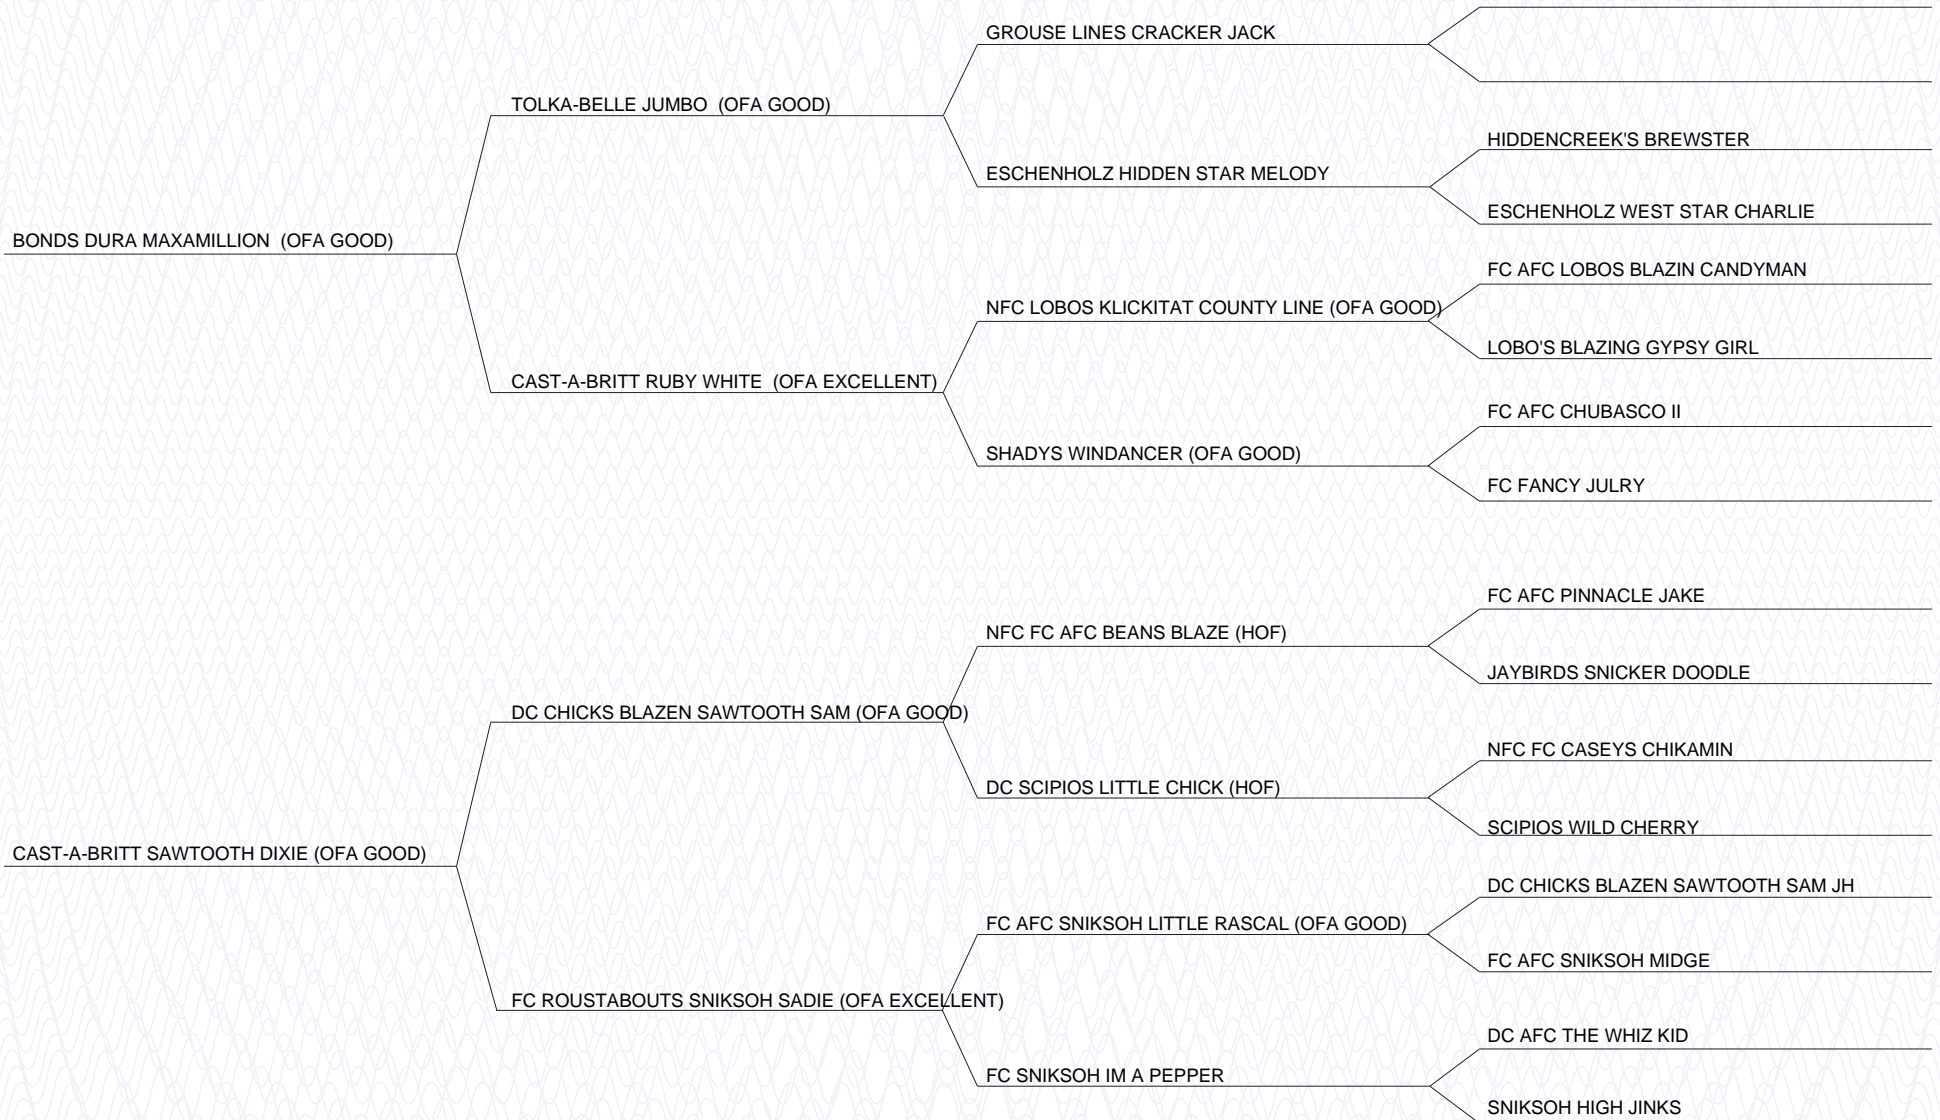 GROUSE LINES CRACKER JACK
TOLKA-BELLE JUMBO (OFA GOOD)
HIDDENCREEK'S BREWSTER
ESCHENHOLZ HIDDEN STAR MELODY
ESCHENHOLZ WEST STAR CHARLIE
BONDS DURA MAXAMILLION (OFA GOOD)
FC AFC LOBOS BLAZIN CANDYMAN
NFC LOBOS KLICKITAT COUNTY LINE (OFA GOOD)
LOBO'S BLAZING GYPSY GIRL
CAST-A-BRITT RUBY WHITE (OFA EXCELLENT)
FC AFC CHUBASCO II
SHADYS WINDANCER (OFA GOOD)
FC FANCY JULRY
FC AFC PINNACLE JAKE
NFC FC AFC BEANS BLAZE (HOF)
JAYBIRDS SNICKER DOODLE
DC CHICKS BLAZEN SAWTOOTH SAM (OFA GOOD)
NFC FC CASEYS CHIKAMIN
DC SCIPIOS LITTLE CHICK (HOF)
SCIPIOS WILD CHERRY
CAST-A-BRITT SAWTOOTH DIXIE (OFA GOOD)
DC CHICKS BLAZEN SAWTOOTH SAM JH
FC AFC SNIKSOH LITTLE RASCAL (OFA GOOD)
FC AFC SNIKSOH MIDGE
FC ROUSTABOUTS SNIKSOH SADIE (OFA EXCELLENT)
DC AFC THE WHIZ KID
FC SNIKSOH IM A PEPPER
SNIKSOH HIGH JINKS